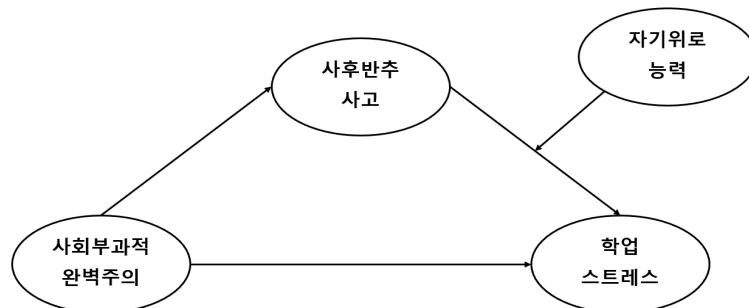 자기위로
능력
사후반추
사고
사회부과적
완벽주의
학업
스트레스